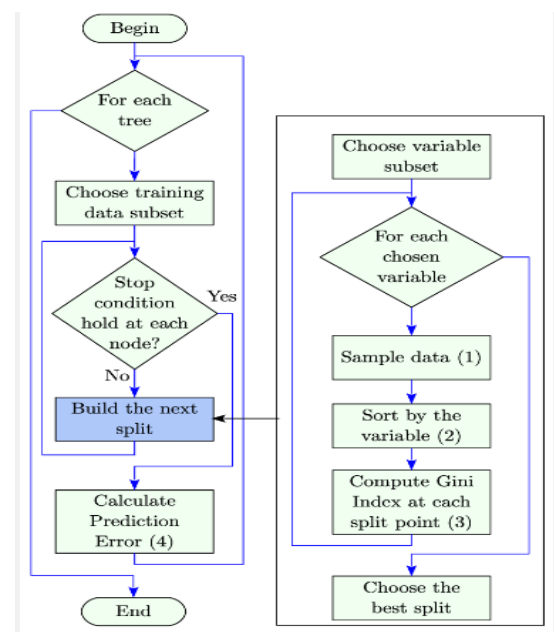 Begin
For each
tree
Choose training
data subset
Stop
condition
hold at each
node?
Yes
No
Build the next
split
Calculate
Prediction
Error (4)
End
Choose variable
subset
For each
chosen
variable
Sample data (1)
Sort by the
variable (2)
Compute Gini
Index at each
split point (3)
Choose the
best split